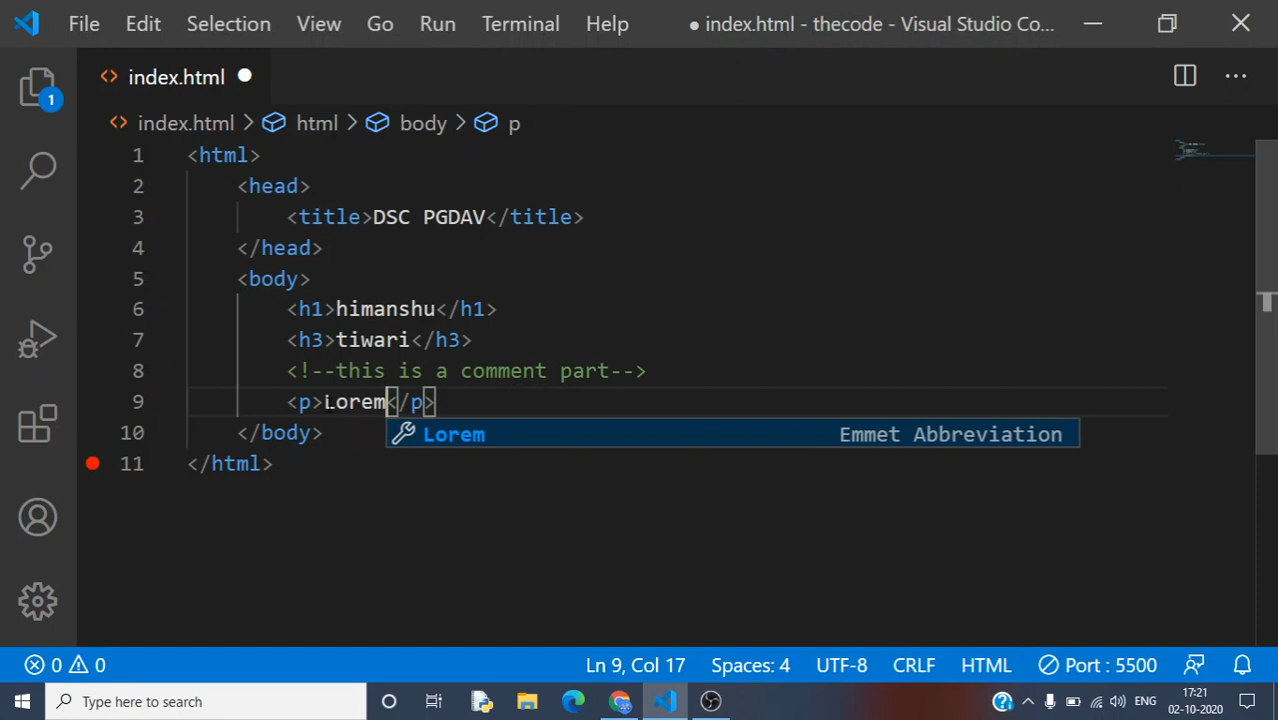 File Edit Selection View Go Run Terminal Help ● index.html - thecode - Visual Studio Co...
index.html
index.html > html > body > p
1 <html>
2 <head>
3 <title>DSC PGDAV</title>
4 </head>
5 <body>
6 <h1>himanshu</h1>
7 <h3>tiwari</h3>
8 <!--this is a comment part-->
9 <p>Lorem</p>
10 </body>
Lorem Emmet Abbreviation
11 </html>
1
0 0 Ln 9, Col 17 Spaces: 4 UTF-8 CRLF HTML Port : 5500
Type here to search ENG 17:21
02-10-2020